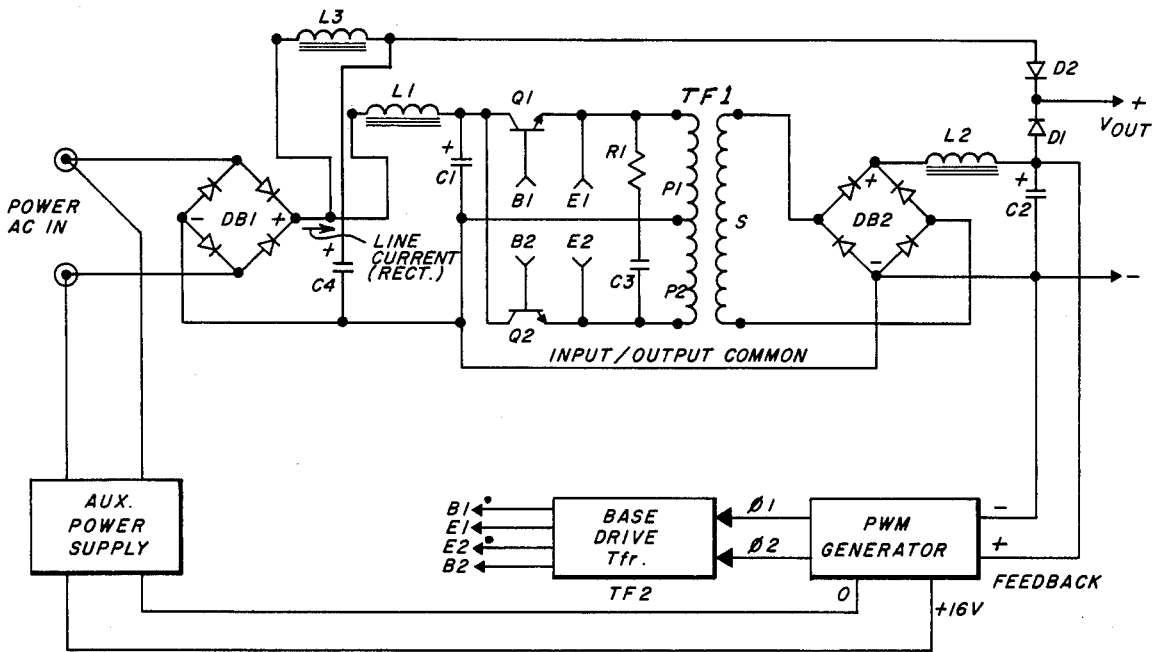 L3
D2
+
VOUT
D1
L1
Q1
TF1
L2
+
C1
R1
+
C2
POWER
AC IN
B1
E1
P1
+
DB2
-
DB1
+
LINE
CURRENT
(RECT.)
S
B2
E2
-
-
+
C4
C3
P2
Q2
INPUT/OUTPUT COMMON
AUX.
POWER
SUPPLY
B1
E1
E2
B2
BASE
DRIVE
Tfr.
Ø1
Ø2
PWM
GENERATOR
-
+
FEEDBACK
TF2
O
+16V